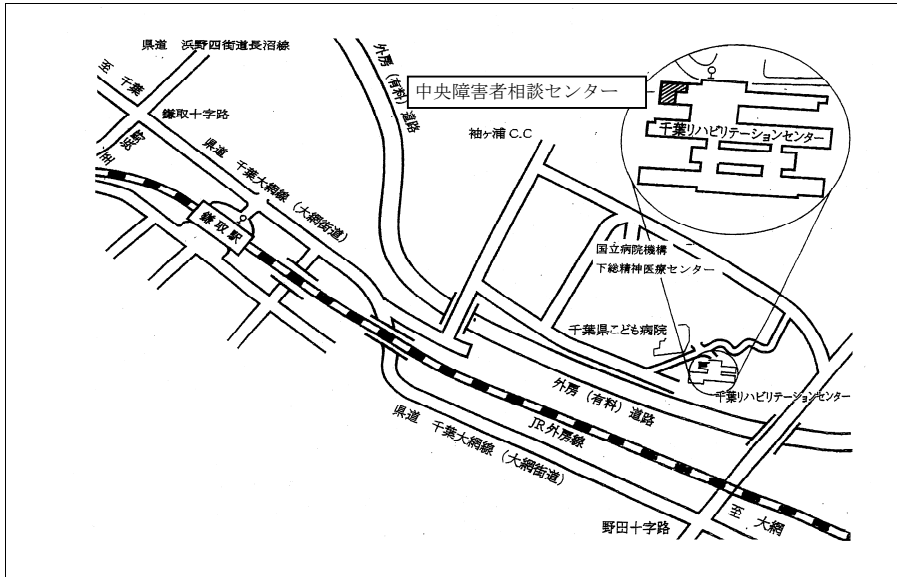 県道 浜野四街道長沼線
至 千葉
鎌取十字路
至 浜野
県道 千葉大網線（大網街道）
鎌取駅
外房（有料）道路
中央障害者相談センター
千葉リハビリテーションセンター
袖ヶ浦C.C
国立病院機構
下総精神医療センター
千葉県こども病院
千葉リハビリテーションセンター
外房（有料）道路
JR外房線
県道 千葉大網線（大網街道）
野田十字路
至 大網